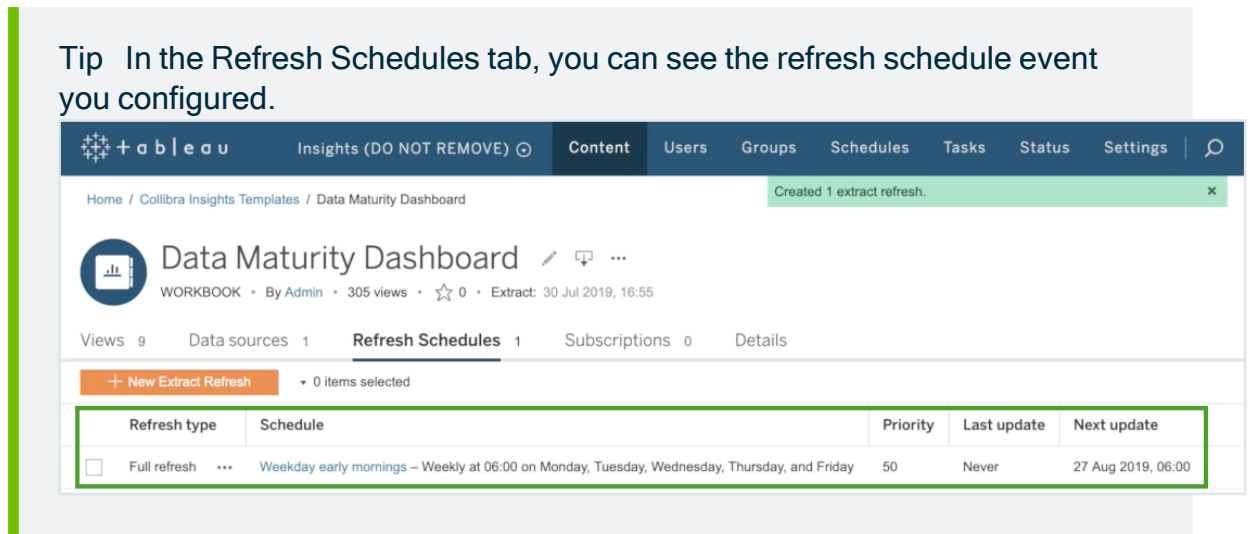 Tip In the Refresh Schedules tab, you can see the refresh schedule event
you configured.
+ a b | e a u Insights (DO NOT REMOVE) Content Users Groups Schedules Tasks Status Settings
Created 1 extract refresh. ×
Home / Collibra Insights Templates / Data Maturity Dashboard
Data Maturity Dashboard ···
WORKBOOK • By Admin • 305 views • 0 • Extract: 30 Jul 2019, 16:55
Views 9 Data sources 1 Refresh Schedules 1 Subscriptions 0 Details
+ New Extract Refresh 0 items selected
Refresh type Schedule Priority Last update Next update
Full refresh ··· Weekday early mornings – Weekly at 06:00 on Monday, Tuesday, Wednesday, Thursday, and Friday 50 Never 27 Aug 2019, 06:00